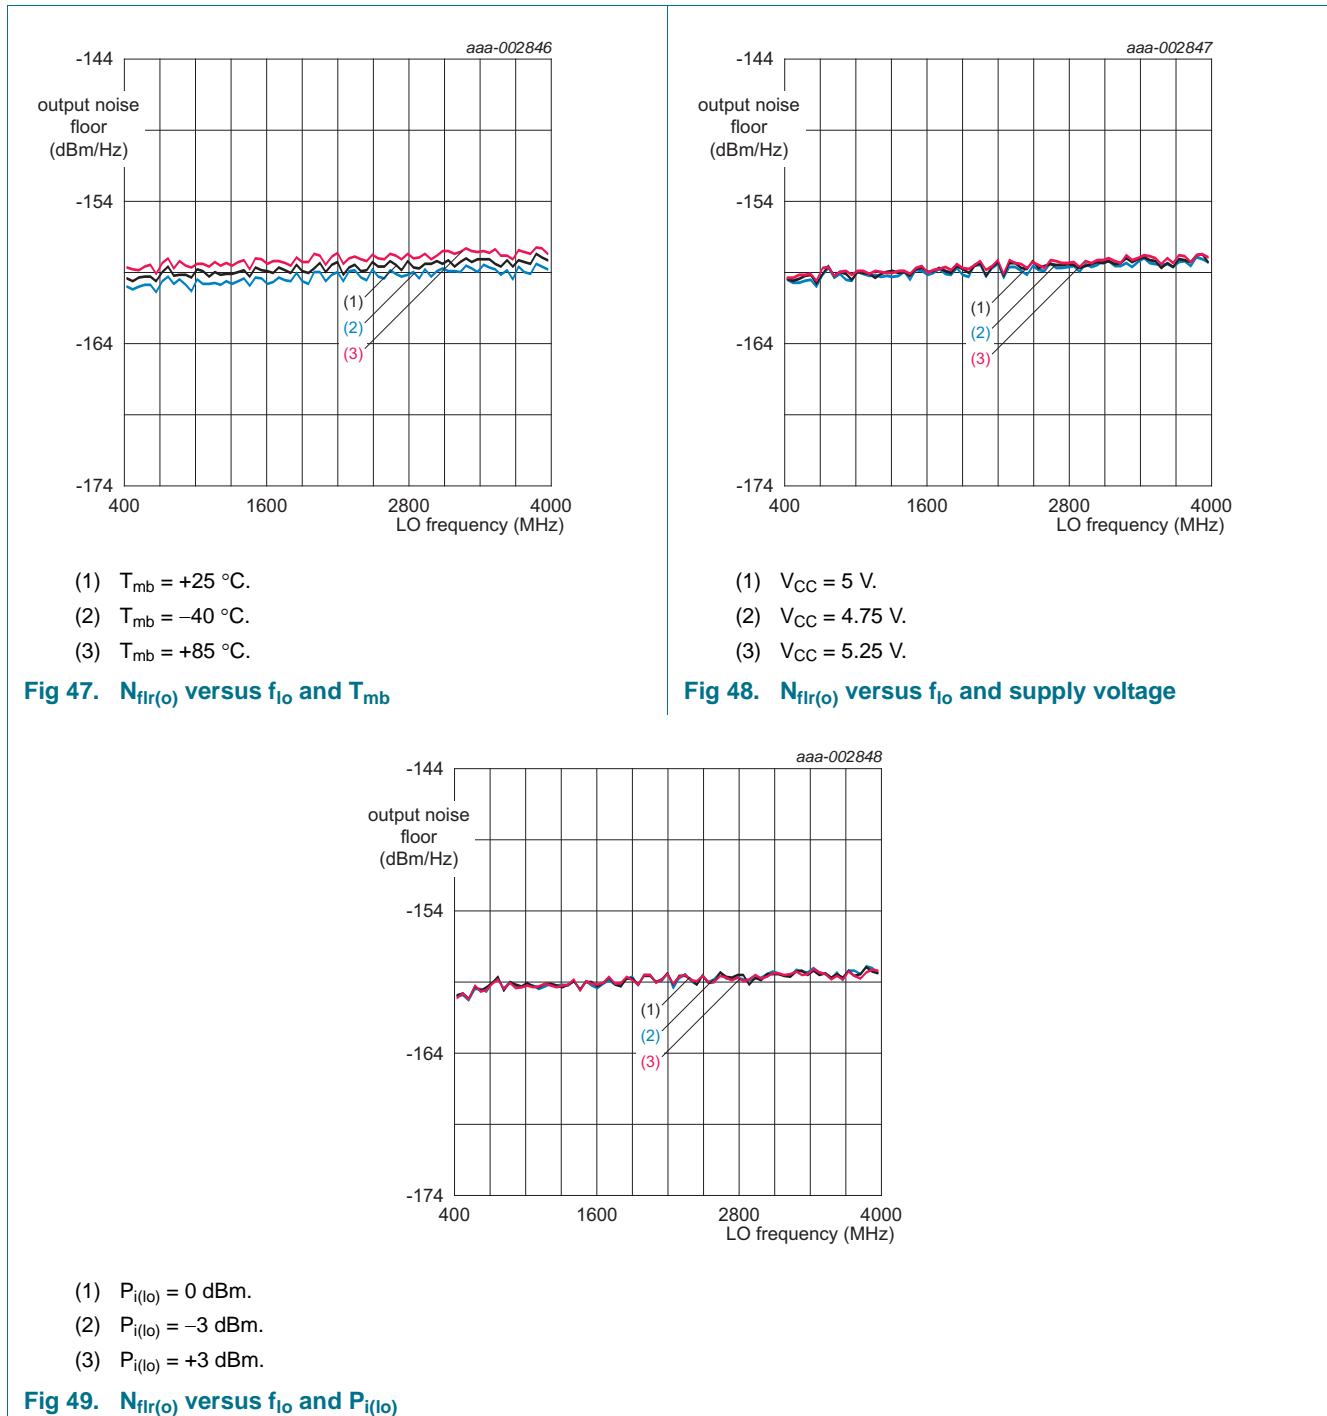 aaa-002846
-144
output noise
floor
(dBm/Hz)
-154
(1)
(2)
-164
(3)
-174
400 1600 2800 4000
LO frequency (MHz)
(1) Tmb = +25 °C.
(2) Tmb = −40 °C.
(3) Tmb = +85 °C.
Fig 47. Nflr(o) versus flo and Tmb
aaa-002847
-144
output noise
floor
(dBm/Hz)
-154
(1)
(2)
-164
(3)
-174
400 1600 2800 4000
LO frequency (MHz)
(1) VCC = 5 V.
(2) VCC = 4.75 V.
(3) VCC = 5.25 V.
Fig 48. Nflr(o) versus flo and supply voltage
aaa-002848
-144
output noise
floor
(dBm/Hz)
-154
(1)
(2)
-164
(3)
-174
400 1600 2800 4000
LO frequency (MHz)
(1) Pi(lo) = 0 dBm.
(2) Pi(lo) = −3 dBm.
(3) Pi(lo) = +3 dBm.
Fig 49. Nflr(o) versus flo and Pi(lo)